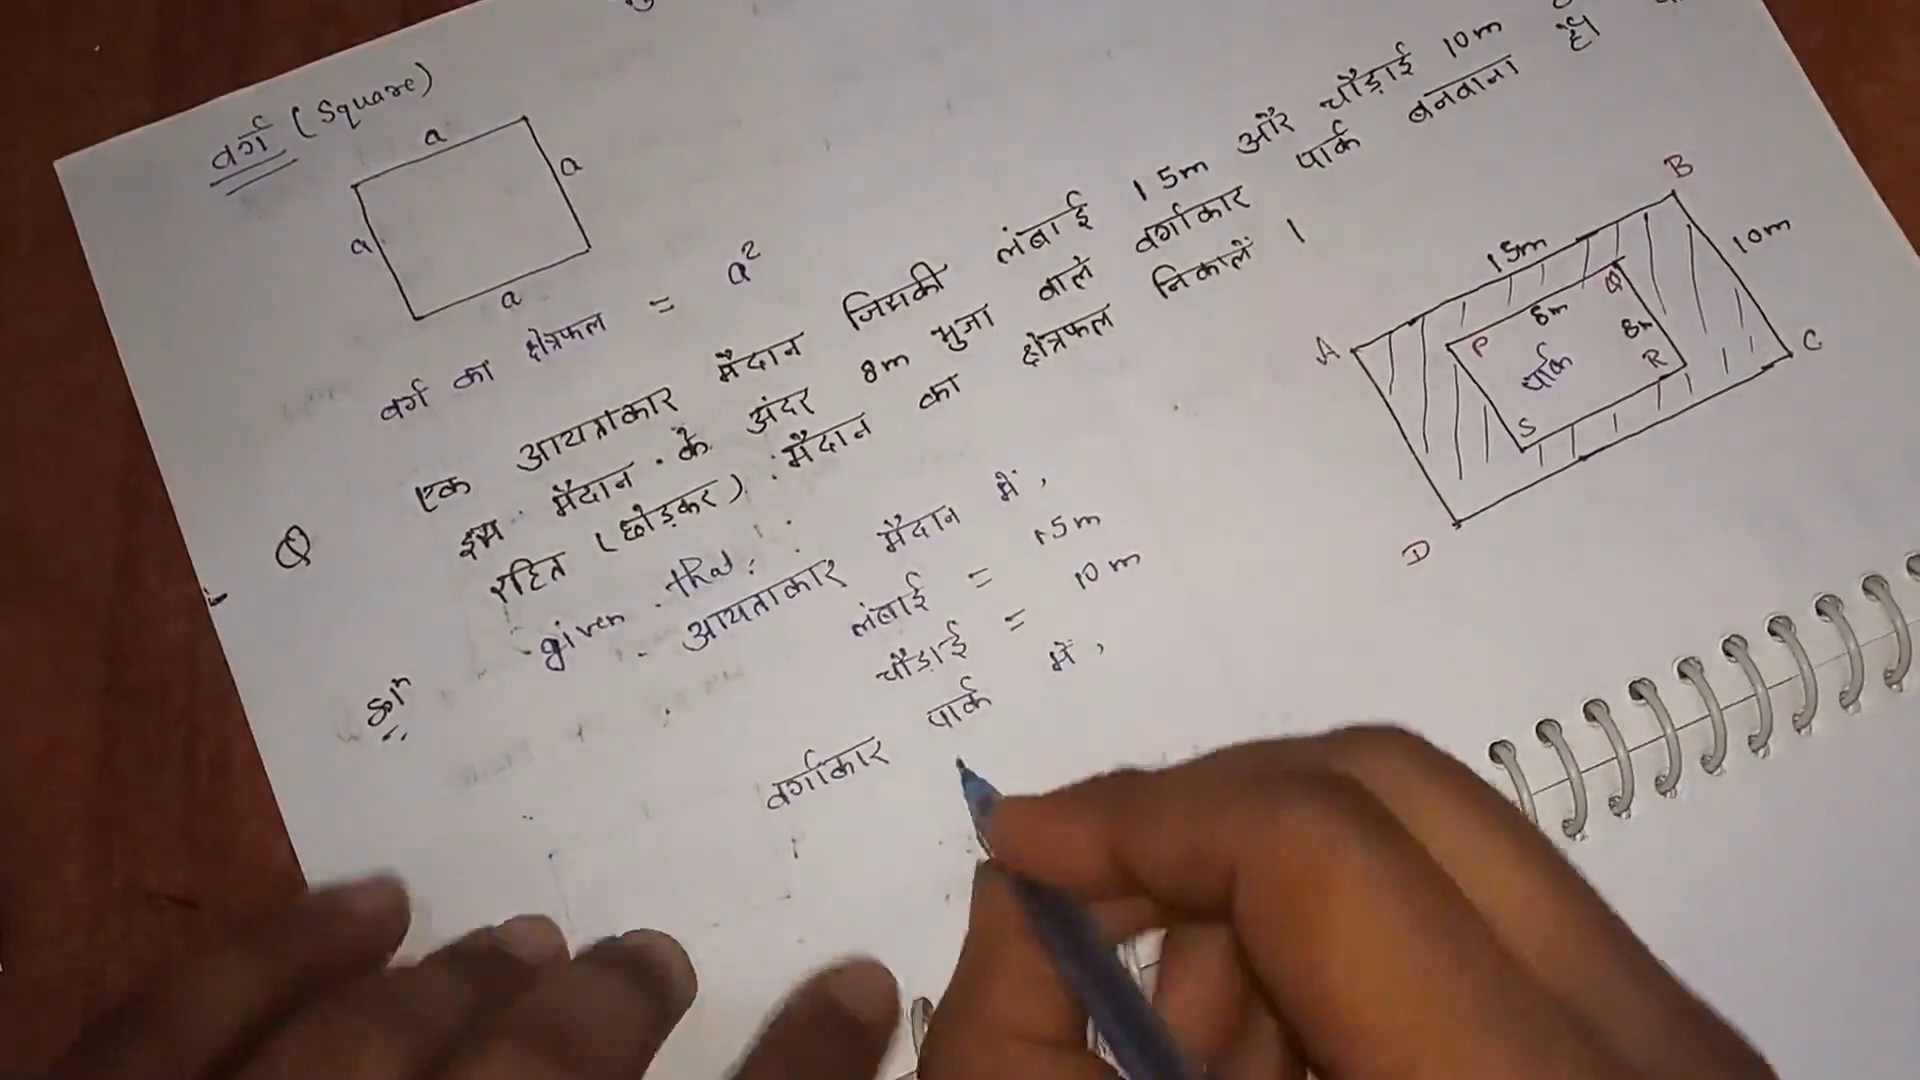 वर्ग (Square)
a
a
a
a
वर्ग का क्षेत्रफल = a²
Q एक आयताकार मैदान जिसकी लंबाई 15m और चौड़ाई 10m
इस मैदान के अंदर 8m भुजा वाले वर्गाकार पार्क बनवाना है।
रहित (छोड़कर) मैदान का क्षेत्रफल निकालें ।
Solⁿ given that:
आयताकार मैदान में,
लंबाई = 15m
चौड़ाई = 10m
वर्गाकार पार्क में,
A
B
C
D
15m
10m
P
Q
R
S
8m
8m
पार्क